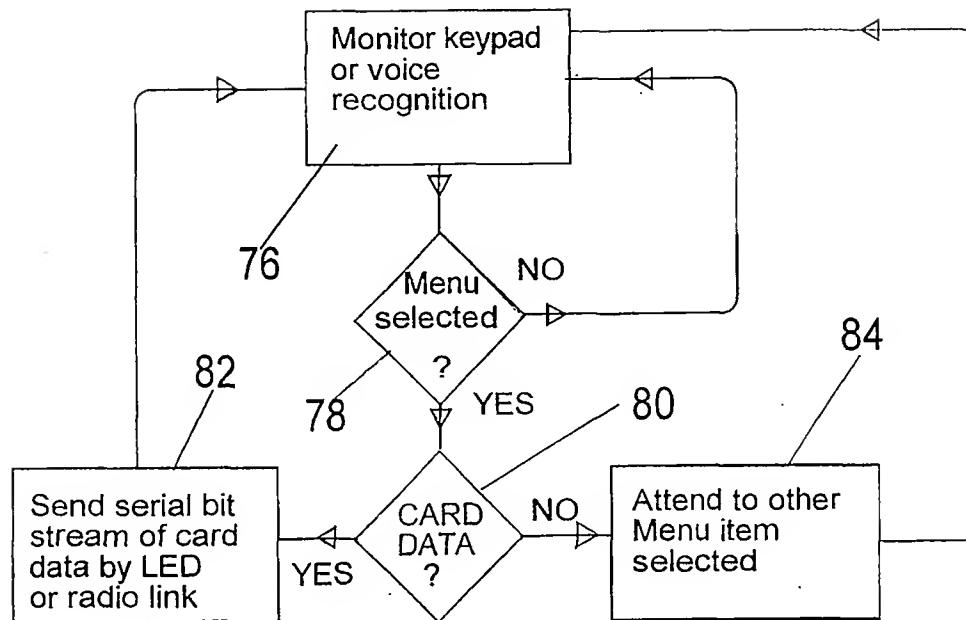 Monitor keypad
or voice
recognition
76
NO
Menu
selected
?
78
YES
82
80
84
Send serial bit
stream of card
data by LED
or radio link
YES
CARD
DATA
?
NO
Attend to other
Menu item
selected